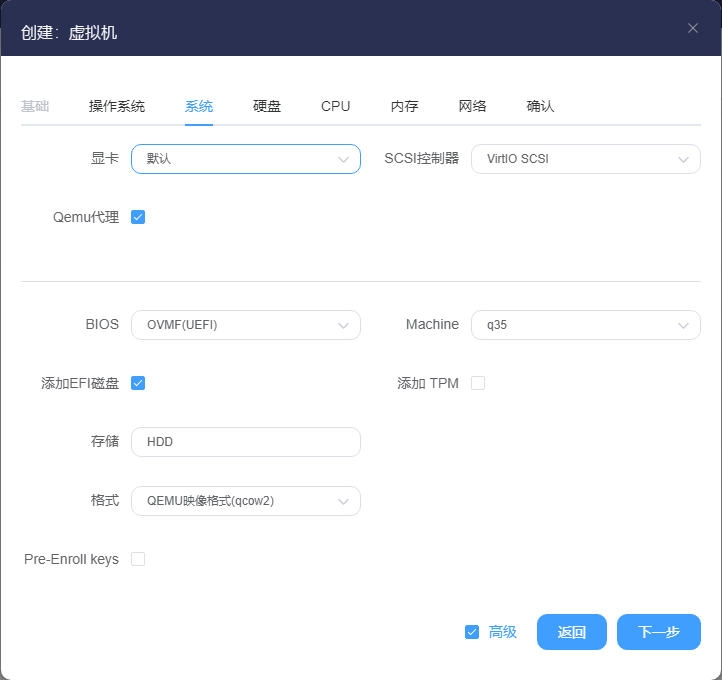 创建：虚拟机
基础 操作系统 系统 硬盘 CPU 内存 网络 确认
显卡 默认 SCSI控制器 VirtIO SCSI
Qemu代理
BIOS OVMF(UEFI) Machine q35
添加EFI磁盘 添加 TPM
存储 HDD
格式 QEMU映像格式(qcow2)
Pre-Enroll keys
高级 返回 下一步